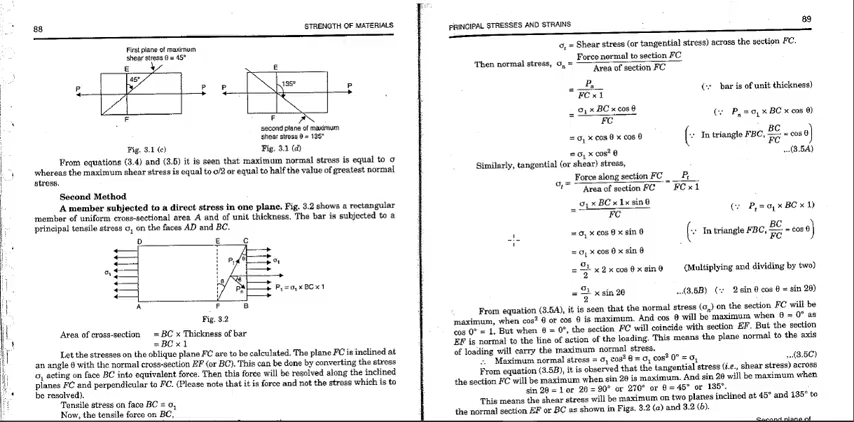 88
STRENGTH OF MATERIALS
First plane of maximum
shear stress θ = 45°
E
45°
P
P
F
Fig. 3.1 (c)
E
135°
P
P
F
second plane of maximum
shear stress θ = 135°
Fig. 3.1 (d)
From equations (3.4) and (3.5) it is seen that maximum normal stress is equal to σ
whereas the maximum shear stress is equal to σ/2 or equal to half the value of greatest normal
stress.
Second Method
A member subjected to a direct stress in one plane. Fig. 3.2 shows a rectangular
member of uniform cross-sectional area A and of unit thickness. The bar is subjected to a
principal tensile stress σ₁ on the faces AD and BC.
D E C
σ₁
σ₁
θ
P₁ = σ₁ × BC × 1
A F B
Fig. 3.2
Area of cross-section = BC × Thickness of bar
= BC × 1
Let the stresses on the oblique plane FC are to be calculated. The plane FC is inclined at
an angle θ with the normal cross-section EF (or BC). This can be done by converting the stress
σ₁ acting on face BC into equivalent force. Then this force will be resolved along the inclined
planes FC and perpendicular to FC. (Please note that it is force and not the stress which is to
be resolved).
Tensile stress on face BC = σ₁
Now, the tensile force on BC,
PRINCIPAL STRESSES AND STRAINS
89
σₜ = Shear stress (or tangential stress) across the section FC.
Then normal stress, σₙ = Force normal to section FC / Area of section FC
= Pₙ / FC × 1 (∵ bar is of unit thickness)
= σ₁ × BC × cos θ / FC (∵ Pₙ = σ₁ × BC × cos θ)
= σ₁ × cos θ × cos θ (∵ In triangle FBC, BC/FC = cos θ)
= σ₁ × cos² θ ...(3.5A)
Similarly, tangential (or shear) stress,
σₜ = Force along section FC / Area of section FC = Pₜ / FC × 1
= σ₁ × BC × 1 × sin θ / FC (∵ Pₜ = σ₁ × BC × 1)
= σ₁ × cos θ × sin θ (∵ In triangle FBC, BC/FC = cos θ)
= σ₁ × cos θ × sin θ
= σ₁/2 × 2 × cos θ × sin θ (Multiplying and dividing by two)
= σ₁/2 × sin 2θ ...(3.5B) (∵ 2 sin θ cos θ = sin 2θ)
From equation (3.5A), it is seen that the normal stress (σₙ) on the section FC will be
maximum, when cos² θ or cos θ is maximum. And cos θ will be maximum when θ = 0° as
cos 0° = 1. But when θ = 0°, the section FC will coincide with section EF. But the section
EF is normal to the line of action of the loading. This means the plane normal to the axis
of loading will carry the maximum normal stress.
∴ Maximum normal stress = σ₁ cos² θ = σ₁ cos² 0° = σ₁ ...(3.5C)
From equation (3.5B), it is observed that the tangential stress (i.e., shear stress) across
the section FC will be maximum when sin 2θ is maximum. And sin 2θ will be maximum when
sin 2θ = 1 or 2θ = 90° or 270° or θ = 45° or 135°.
This means the shear stress will be maximum on two planes inclined at 45° and 135° to
the normal section EF or BC as shown in Figs. 3.2 (a) and 3.2 (b).
Second plane of